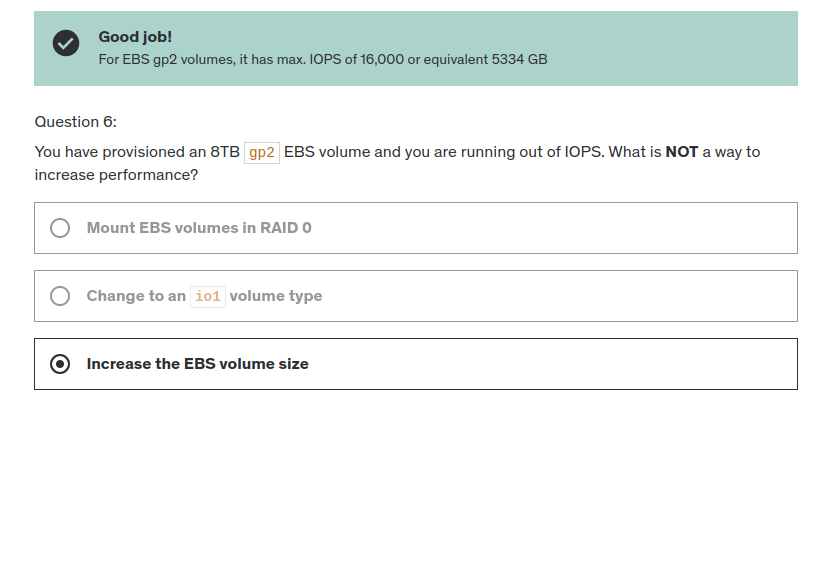 Good job!
For EBS gp2 volumes, it has max. IOPS of 16,000 or equivalent 5334 GB
Question 6:
You have provisioned an 8TB gp2 EBS volume and you are running out of IOPS. What is NOT a way to
increase performance?
Mount EBS volumes in RAID 0
Change to an io1 volume type
Increase the EBS volume size